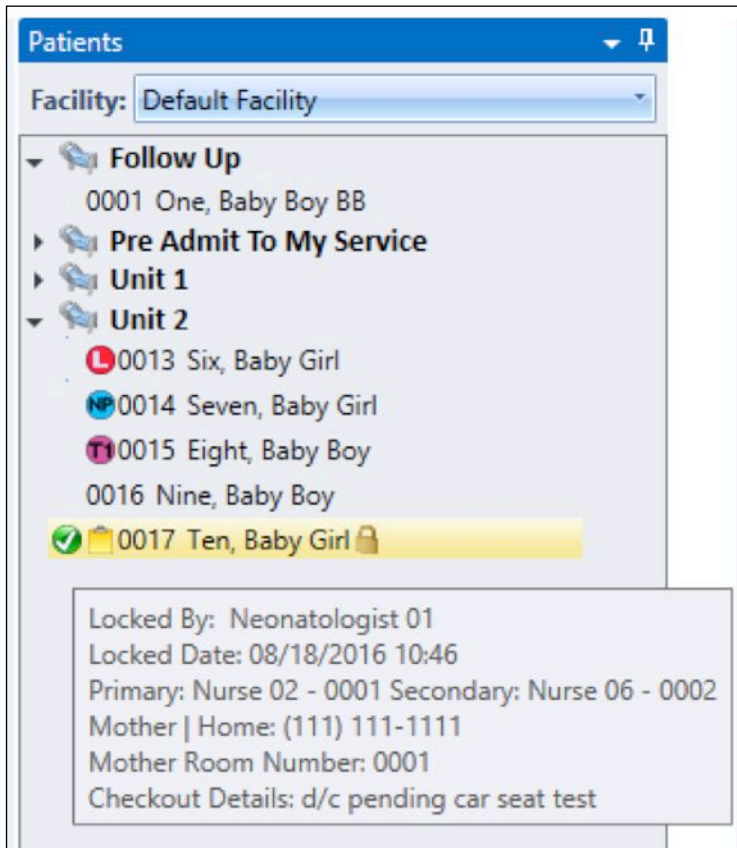 Patients
Facility: Default Facility
Follow Up
0001 One, Baby Boy BB
Pre Admit To My Service
Unit 1
Unit 2
L 0013 Six, Baby Girl
NP 0014 Seven, Baby Girl
T1 0015 Eight, Baby Boy
0016 Nine, Baby Boy
0017 Ten, Baby Girl
Locked By: Neonatologist 01
Locked Date: 08/18/2016 10:46
Primary: Nurse 02 - 0001 Secondary: Nurse 06 - 0002
Mother | Home: (111) 111-1111
Mother Room Number: 0001
Checkout Details: d/c pending car seat test